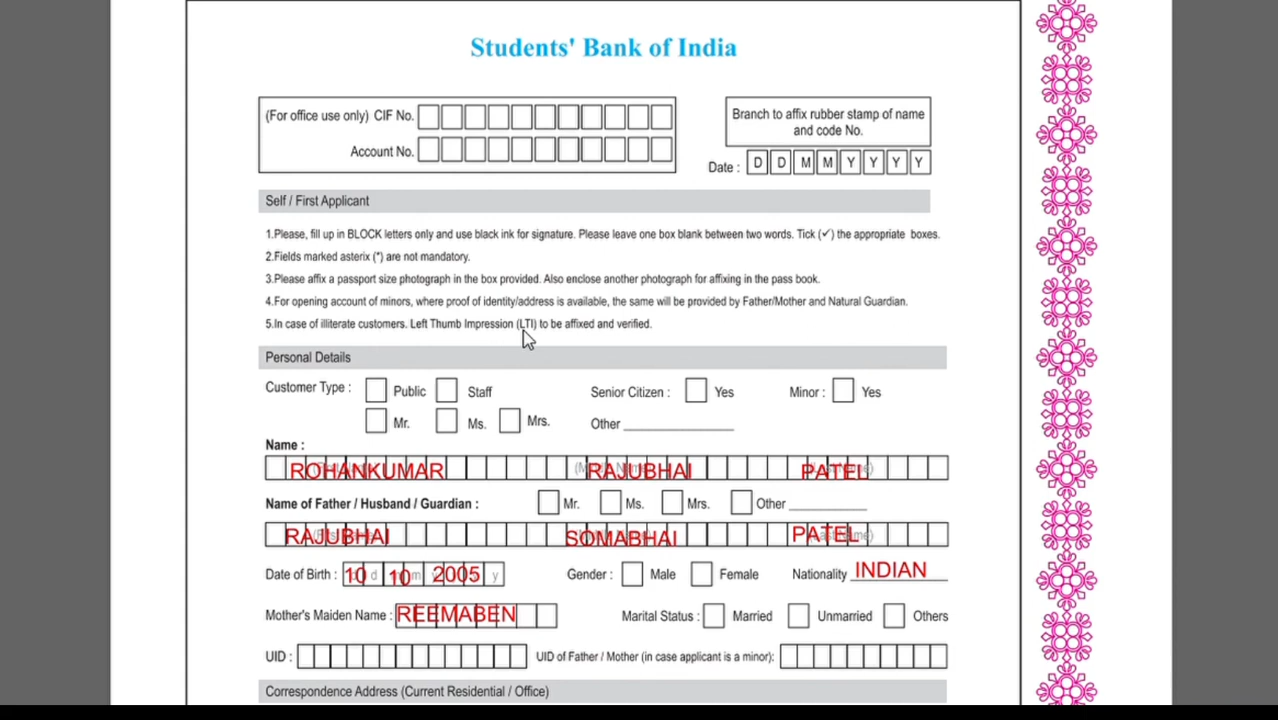 Students' Bank of India
(For office use only) CIF No.
Account No.
Branch to affix rubber stamp of name
and code No.
Date : D D M M Y Y Y Y
Self / First Applicant
1.Please, fill up in BLOCK letters only and use black ink for signature. Please leave one box blank between two words. Tick (✓) the appropriate boxes.
2.Fields marked asterix (*) are not mandatory.
3.Please affix a passport size photograph in the box provided. Also enclose another photograph for affixing in the pass book.
4.For opening account of minors, where proof of identity/address is available, the same will be provided by Father/Mother and Natural Guardian.
5.In case of illiterate customers. Left Thumb Impression (LTI) to be affixed and verified.
Personal Details
Customer Type : Public Staff Senior Citizen : Yes Minor : Yes
Mr. Ms. Mrs. Other
Name :
ROHANKUMAR RAJUBHAI PATEL
Name of Father / Husband / Guardian : Mr. Ms. Mrs. Other
RAJUBHAI SOMABHAI PATEL
Date of Birth : 10 10 2005 y Gender : Male Female Nationality INDIAN
Mother's Maiden Name : REEMABEN Marital Status : Married Unmarried Others
UID : UID of Father / Mother (in case applicant is a minor):
Correspondence Address (Current Residential / Office)